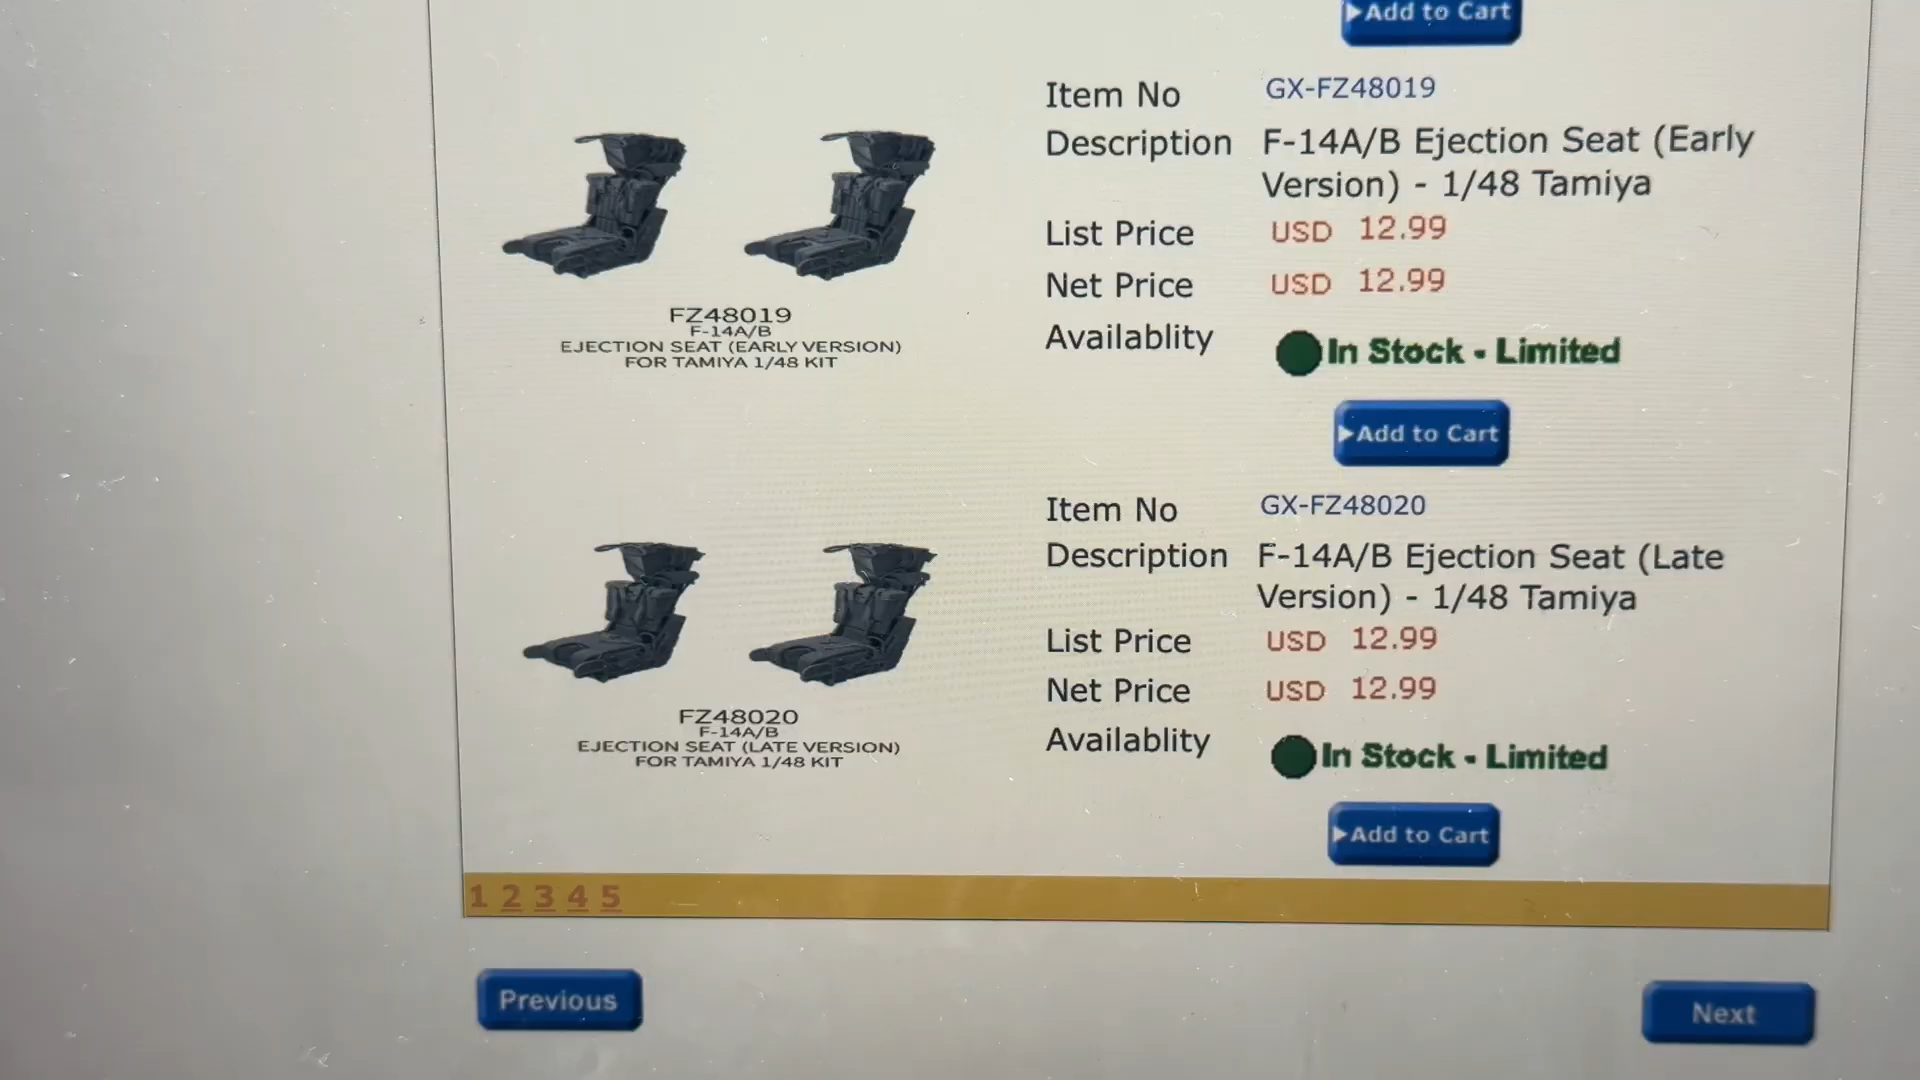 ▶Add to Cart
Item No GX-FZ48019
Description F-14A/B Ejection Seat (Early
Version) - 1/48 Tamiya
List Price USD 12.99
Net Price USD 12.99
Availablity In Stock - Limited
▶Add to Cart
FZ48019
F-14A/B
EJECTION SEAT (EARLY VERSION)
FOR TAMIYA 1/48 KIT
Item No GX-FZ48020
Description F-14A/B Ejection Seat (Late
Version) - 1/48 Tamiya
List Price USD 12.99
Net Price USD 12.99
Availablity In Stock - Limited
▶Add to Cart
FZ48020
F-14A/B
EJECTION SEAT (LATE VERSION)
FOR TAMIYA 1/48 KIT
1 2 3 4 5
Previous
Next